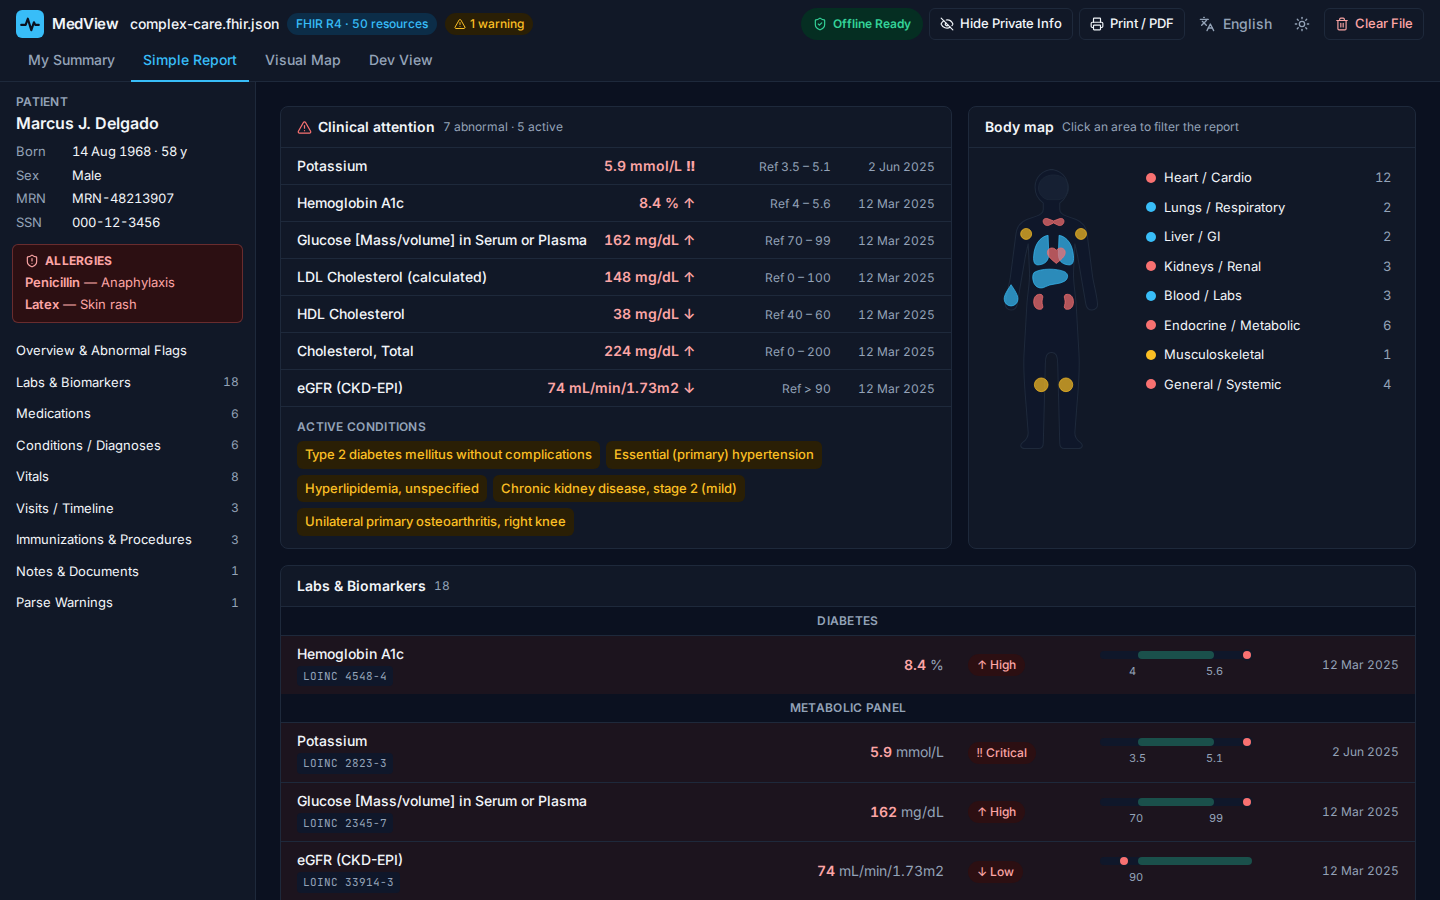 MedView complex-care.fhir.json FHIR R4 · 50 resources 1 warning Offline Ready Hide Private Info Print / PDF English Clear File
My Summary Simple Report Visual Map Dev View
PATIENT
Marcus J. Delgado
Born 14 Aug 1968 · 58 y
Sex Male
MRN MRN-48213907
SSN 000-12-3456
ALLERGIES
Penicillin — Anaphylaxis
Latex — Skin rash
Overview & Abnormal Flags
Labs & Biomarkers 18
Medications 6
Conditions / Diagnoses 6
Vitals 8
Visits / Timeline 3
Immunizations & Procedures 3
Notes & Documents 1
Parse Warnings 1
Clinical attention 7 abnormal · 5 active
Potassium 5.9 mmol/L ‼ Ref 3.5 – 5.1 2 Jun 2025
Hemoglobin A1c 8.4 % ↑ Ref 4 – 5.6 12 Mar 2025
Glucose [Mass/volume] in Serum or Plasma 162 mg/dL ↑ Ref 70 – 99 12 Mar 2025
LDL Cholesterol (calculated) 148 mg/dL ↑ Ref 0 – 100 12 Mar 2025
HDL Cholesterol 38 mg/dL ↓ Ref 40 – 60 12 Mar 2025
Cholesterol, Total 224 mg/dL ↑ Ref 0 – 200 12 Mar 2025
eGFR (CKD-EPI) 74 mL/min/1.73m2 ↓ Ref > 90 12 Mar 2025
ACTIVE CONDITIONS
Type 2 diabetes mellitus without complications Essential (primary) hypertension
Hyperlipidemia, unspecified Chronic kidney disease, stage 2 (mild)
Unilateral primary osteoarthritis, right knee
Body map Click an area to filter the report
Heart / Cardio 12
Lungs / Respiratory 2
Liver / GI 2
Kidneys / Renal 3
Blood / Labs 3
Endocrine / Metabolic 6
Musculoskeletal 1
General / Systemic 4
Labs & Biomarkers 18
DIABETES
Hemoglobin A1c 8.4 % ↑ High 4 5.6 12 Mar 2025
LOINC 4548-4
METABOLIC PANEL
Potassium 5.9 mmol/L ‼ Critical 3.5 5.1 2 Jun 2025
LOINC 2823-3
Glucose [Mass/volume] in Serum or Plasma 162 mg/dL ↑ High 70 99 12 Mar 2025
LOINC 2345-7
eGFR (CKD-EPI) 74 mL/min/1.73m2 ↓ Low 90 12 Mar 2025
LOINC 33914-3